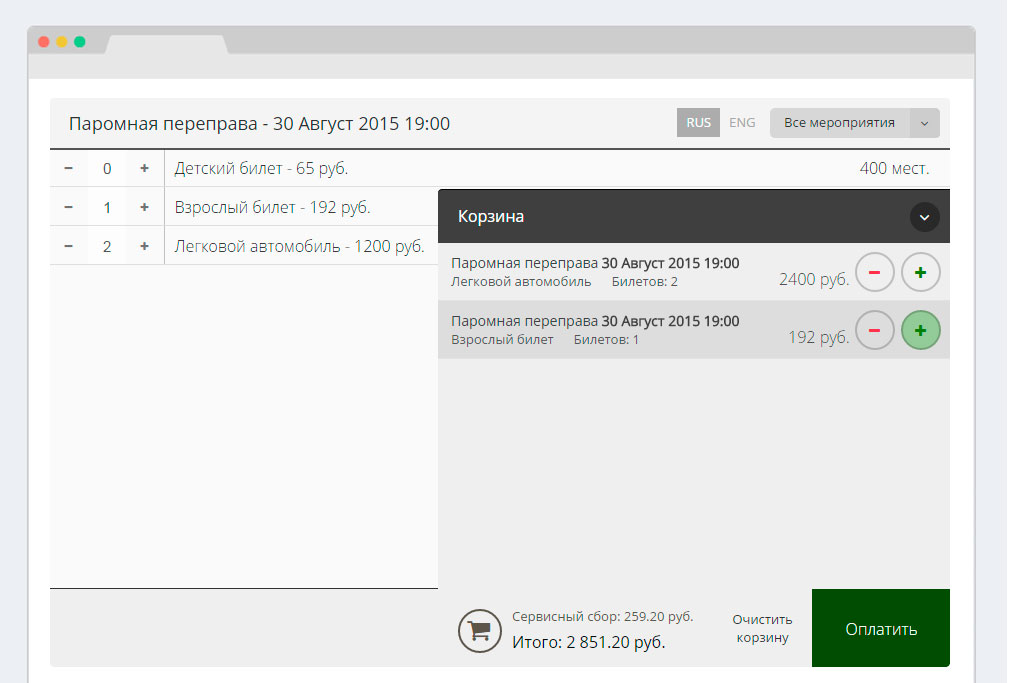 Паромная переправа - 30 Август 2015 19:00
RUS ENG Все мероприятия
− 0 + Детский билет - 65 руб. 400 мест.
− 1 + Взрослый билет - 192 руб.
− 2 + Легковой автомобиль - 1200 руб.
Корзина
Паромная переправа 30 Август 2015 19:00
Легковой автомобиль Билетов: 2
2400 руб. − +
Паромная переправа 30 Август 2015 19:00
Взрослый билет Билетов: 1
192 руб. − +
Сервисный сбор: 259.20 руб.
Итого: 2 851.20 руб.
Очистить
корзину
Оплатить